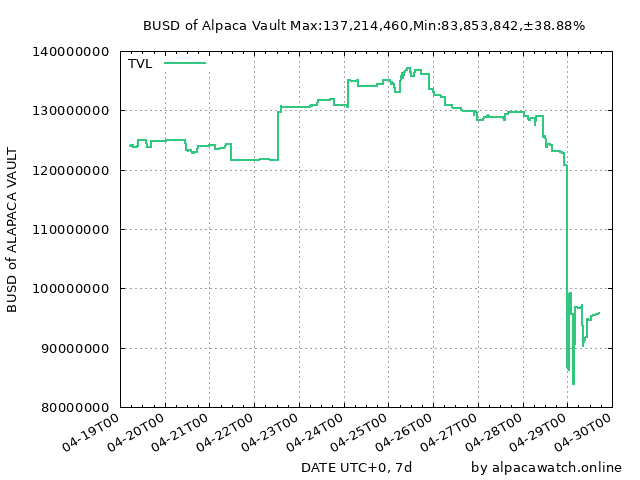 BUSD of Alpaca Vault Max:137,214,460,Min:83,853,842,±38.88%
TVL
BUSD of ALAPACA VAULT
140000000
130000000
120000000
110000000
100000000
90000000
80000000
04-19T00
04-20T00
04-21T00
04-22T00
04-23T00
04-24T00
04-25T00
04-26T00
04-27T00
04-28T00
04-29T00
04-30T00
DATE UTC+0, 7d
by alpacawatch.online